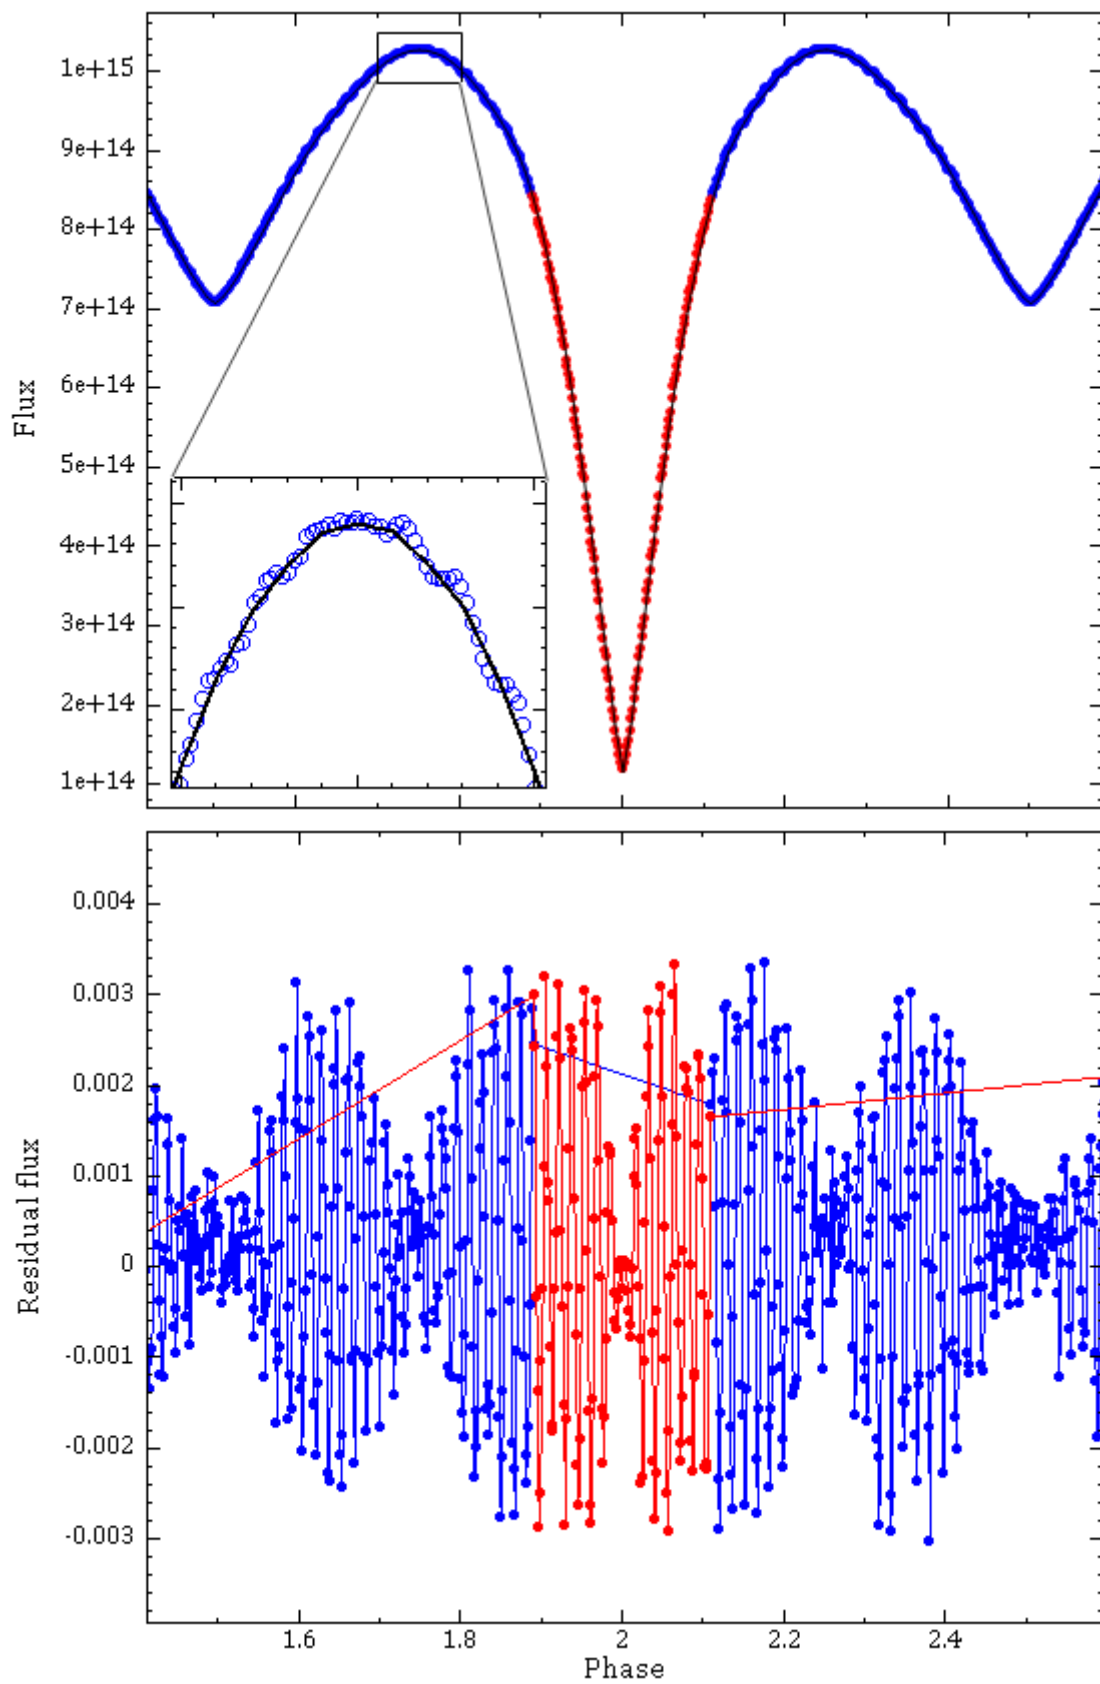 1e+15
9e+14
8e+14
7e+14
6e+14
5e+14
4e+14
3e+14
2e+14
1e+14
Flux
0.004
0.003
0.002
0.001
0
-0.001
-0.002
-0.003
Residual flux
1.6 1.8 2 2.2 2.4
Phase